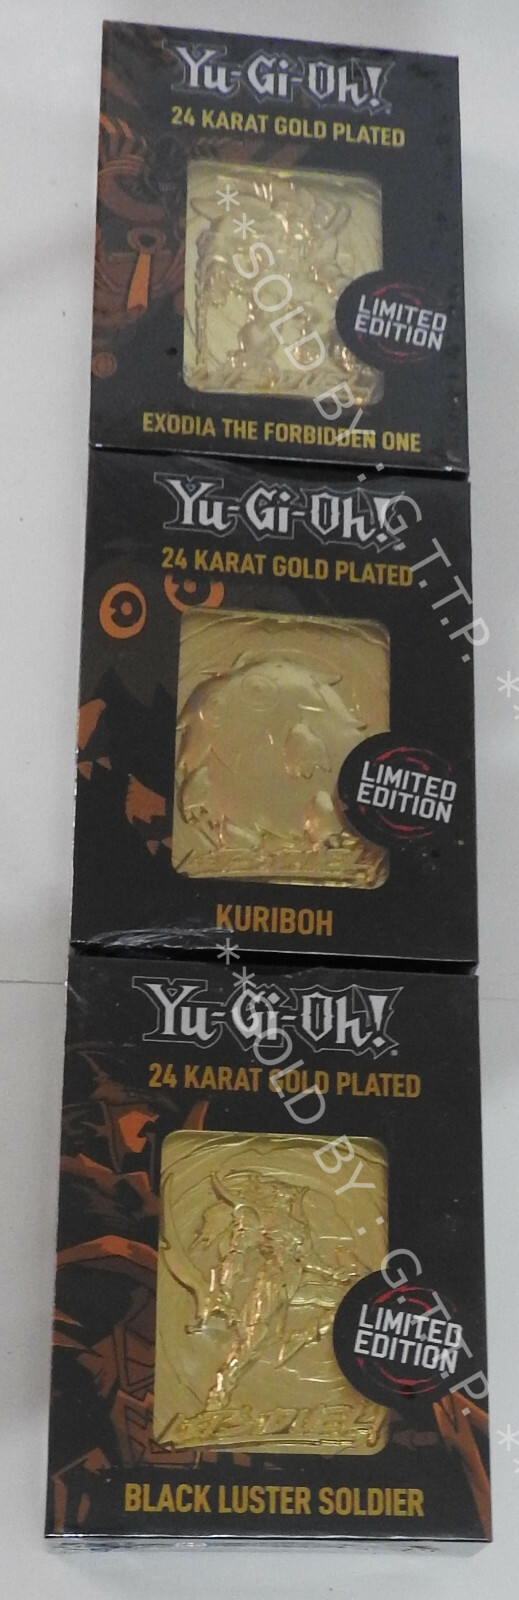 Yu-Gi-Oh!
24 KARAT GOLD PLATED
LIMITED
EDITION
EXODIA THE FORBIDDEN ONE
Yu-Gi-Oh!
24 KARAT GOLD PLATED
LIMITED
EDITION
KURIBOH
Yu-Gi-Oh!
24 KARAT GOLD PLATED
LIMITED
EDITION
BLACK LUSTER SOLDIER
**SOLD BY : G.T.T.P. **
**SOLD BY : G.T.T.P. **